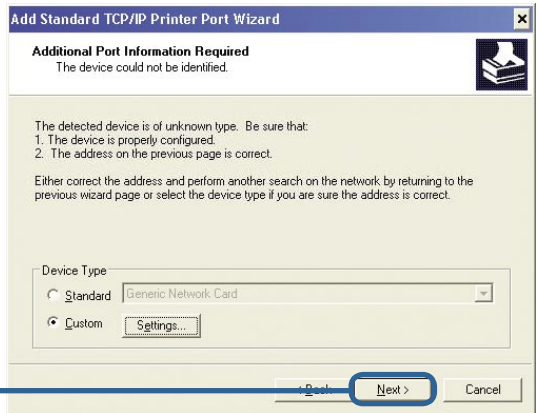 Add Standard TCP/IP Printer Port Wizard
Additional Port Information Required
The device could not be identified.
The detected device is of unknown type. Be sure that:
1. The device is properly configured.
2. The address on the previous page is correct.
Either correct the address and perform another search on the network by returning to the
previous wizard page or select the device type if you are sure the address is correct.
Device Type
Standard Generic Network Card
Custom Settings...
< Back Next > Cancel